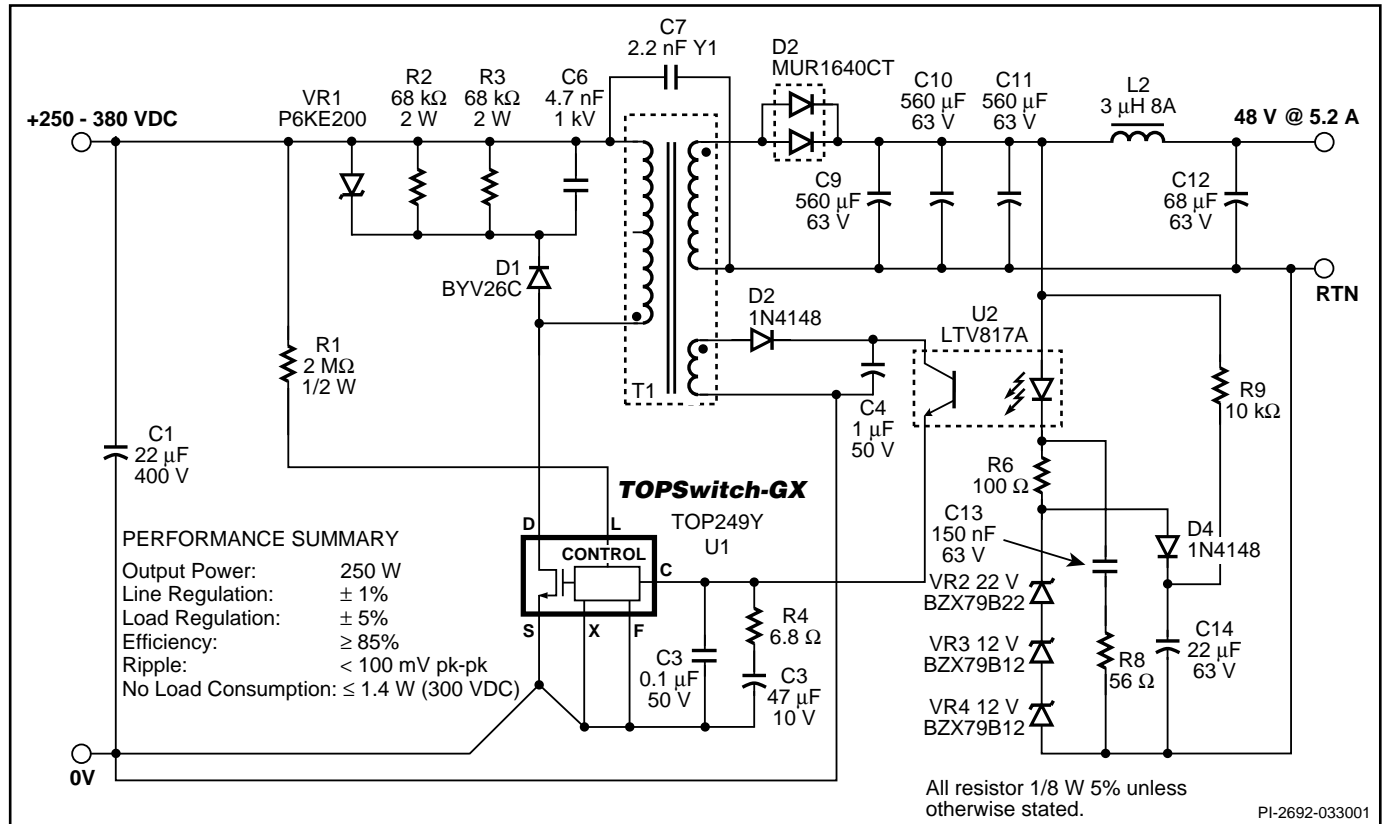 C7
2.2 nF Y1
D2
MUR1640CT
R2
68 kΩ
2 W
R3
68 kΩ
2 W
C6
4.7 nF
1 kV
C10
560 µF
63 V
C11
560 µF
63 V
L2
3 µH 8A
VR1
P6KE200
+250 - 380 VDC
48 V @ 5.2 A
C9
560 µF
63 V
C12
68 µF
63 V
D1
BYV26C
RTN
D2
1N4148
U2
LTV817A
R1
2 MΩ
1/2 W
T1
R9
10 kΩ
C4
1 µF
50 V
C1
22 µF
400 V
R6
100 Ω
TOPSwitch-GX
TOP249Y
U1
D
L
CONTROL
C
S
X
F
C13
150 nF
63 V
D4
1N4148
PERFORMANCE SUMMARY
Output Power: 250 W
Line Regulation: ± 1%
Load Regulation: ± 5%
Efficiency: ≥ 85%
Ripple: < 100 mV pk-pk
No Load Consumption: ≤ 1.4 W (300 VDC)
R4
6.8 Ω
C3
0.1 µF
50 V
C3
47 µF
10 V
VR2 22 V
BZX79B22
VR3 12 V
BZX79B12
VR4 12 V
BZX79B12
R8
56 Ω
C14
22 µF
63 V
0V
All resistor 1/8 W 5% unless
otherwise stated.
PI-2692-033001